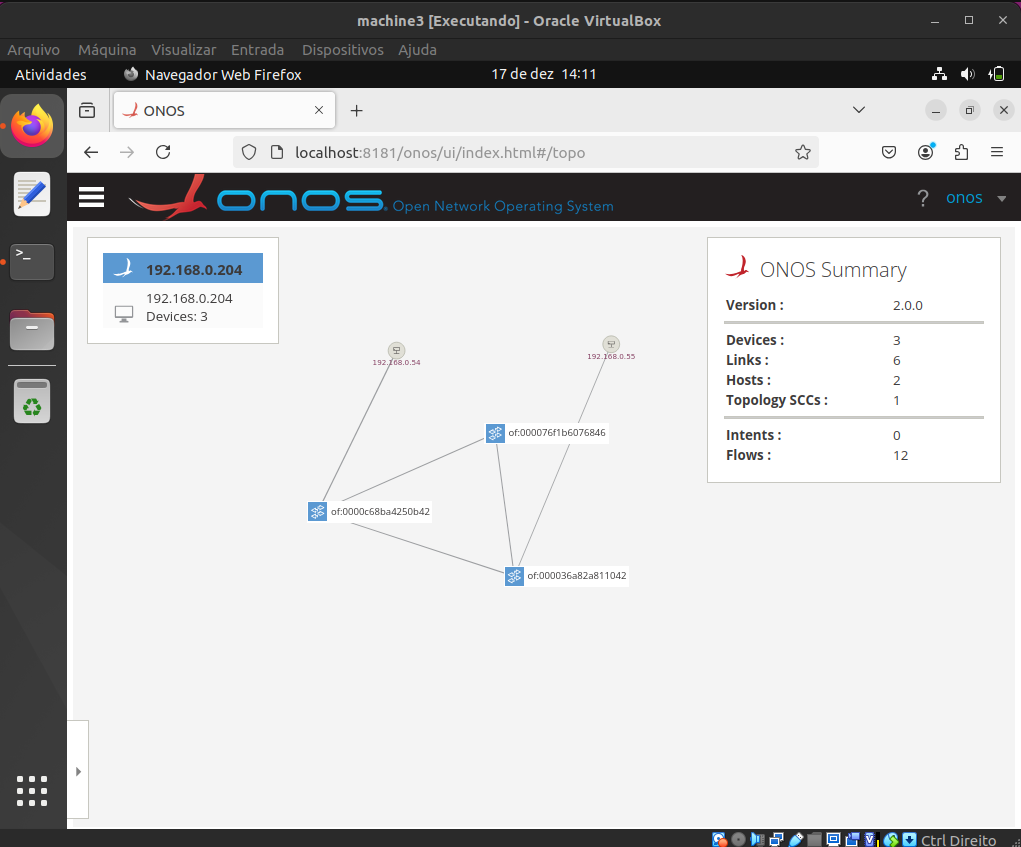 machine3 [Executando] - Oracle VirtualBox
Arquivo Máquina Visualizar Entrada Dispositivos Ajuda
Atividades Navegador Web Firefox 17 de dez 14:11
ONOS
localhost:8181/onos/ui/index.html#/topo
onos. Open Network Operating System ? onos
192.168.0.204
192.168.0.204
Devices: 3
ONOS Summary
Version : 2.0.0
Devices : 3
Links : 6
Hosts : 2
Topology SCCs : 1
Intents : 0
Flows : 12
192.168.0.54
192.168.0.55
of:000076f1b6076846
of:0000c68ba4250b42
of:000036a82a811042
Ctrl Direito